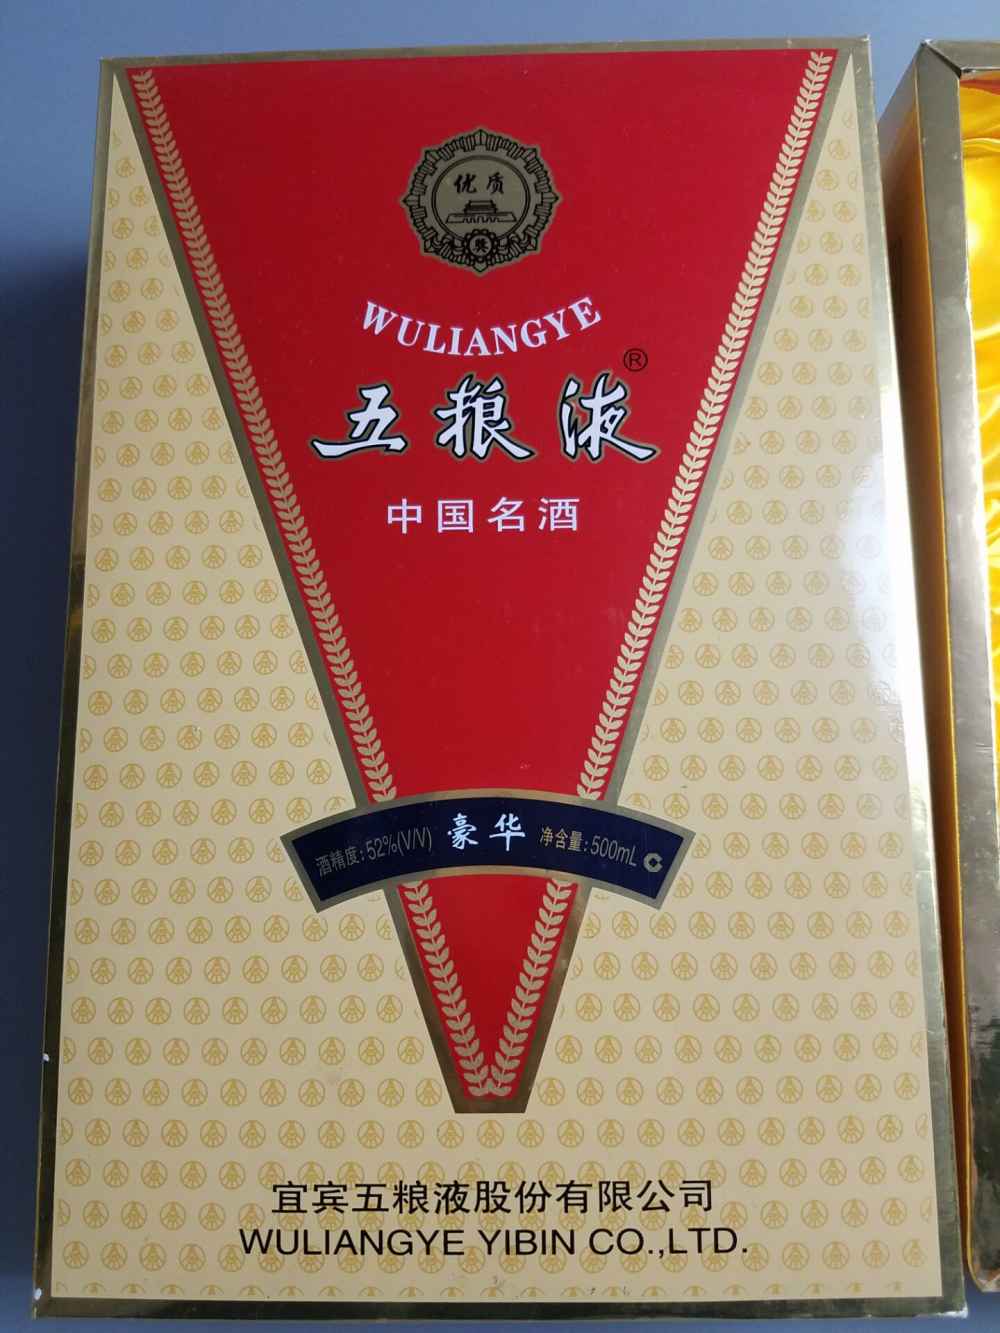 优质
奖
WULIANGYE
五粮液®
中国名酒
酒精度:52%(V/V) 豪华 净含量:500mL
宜宾五粮液股份有限公司
WULIANGYE YIBIN CO.,LTD.